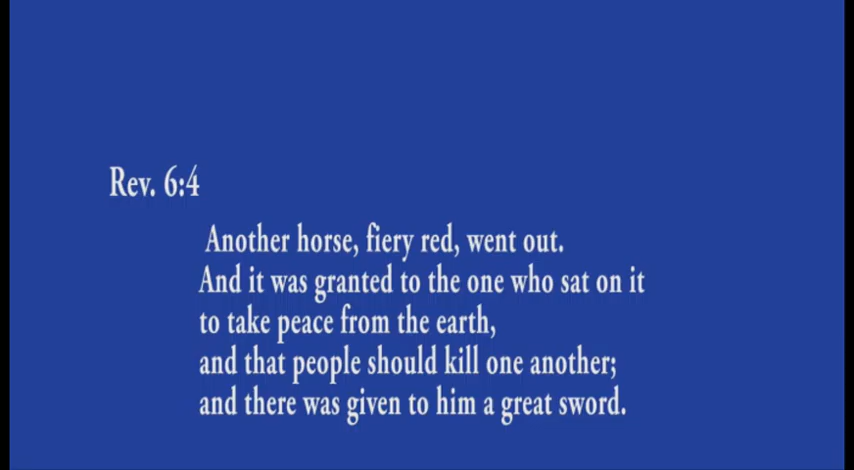 Rev. 6:4
Another horse, fiery red, went out.
And it was granted to the one who sat on it
to take peace from the earth,
and that people should kill one another;
and there was given to him a great sword.